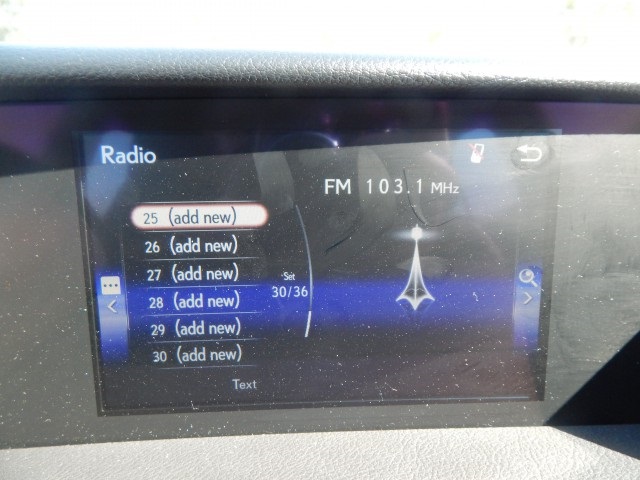 Radio
FM 103.1 MHz
25 (add new)
26 (add new)
27 (add new)
Set
30/36
28 (add new)
29 (add new)
30 (add new)
Text